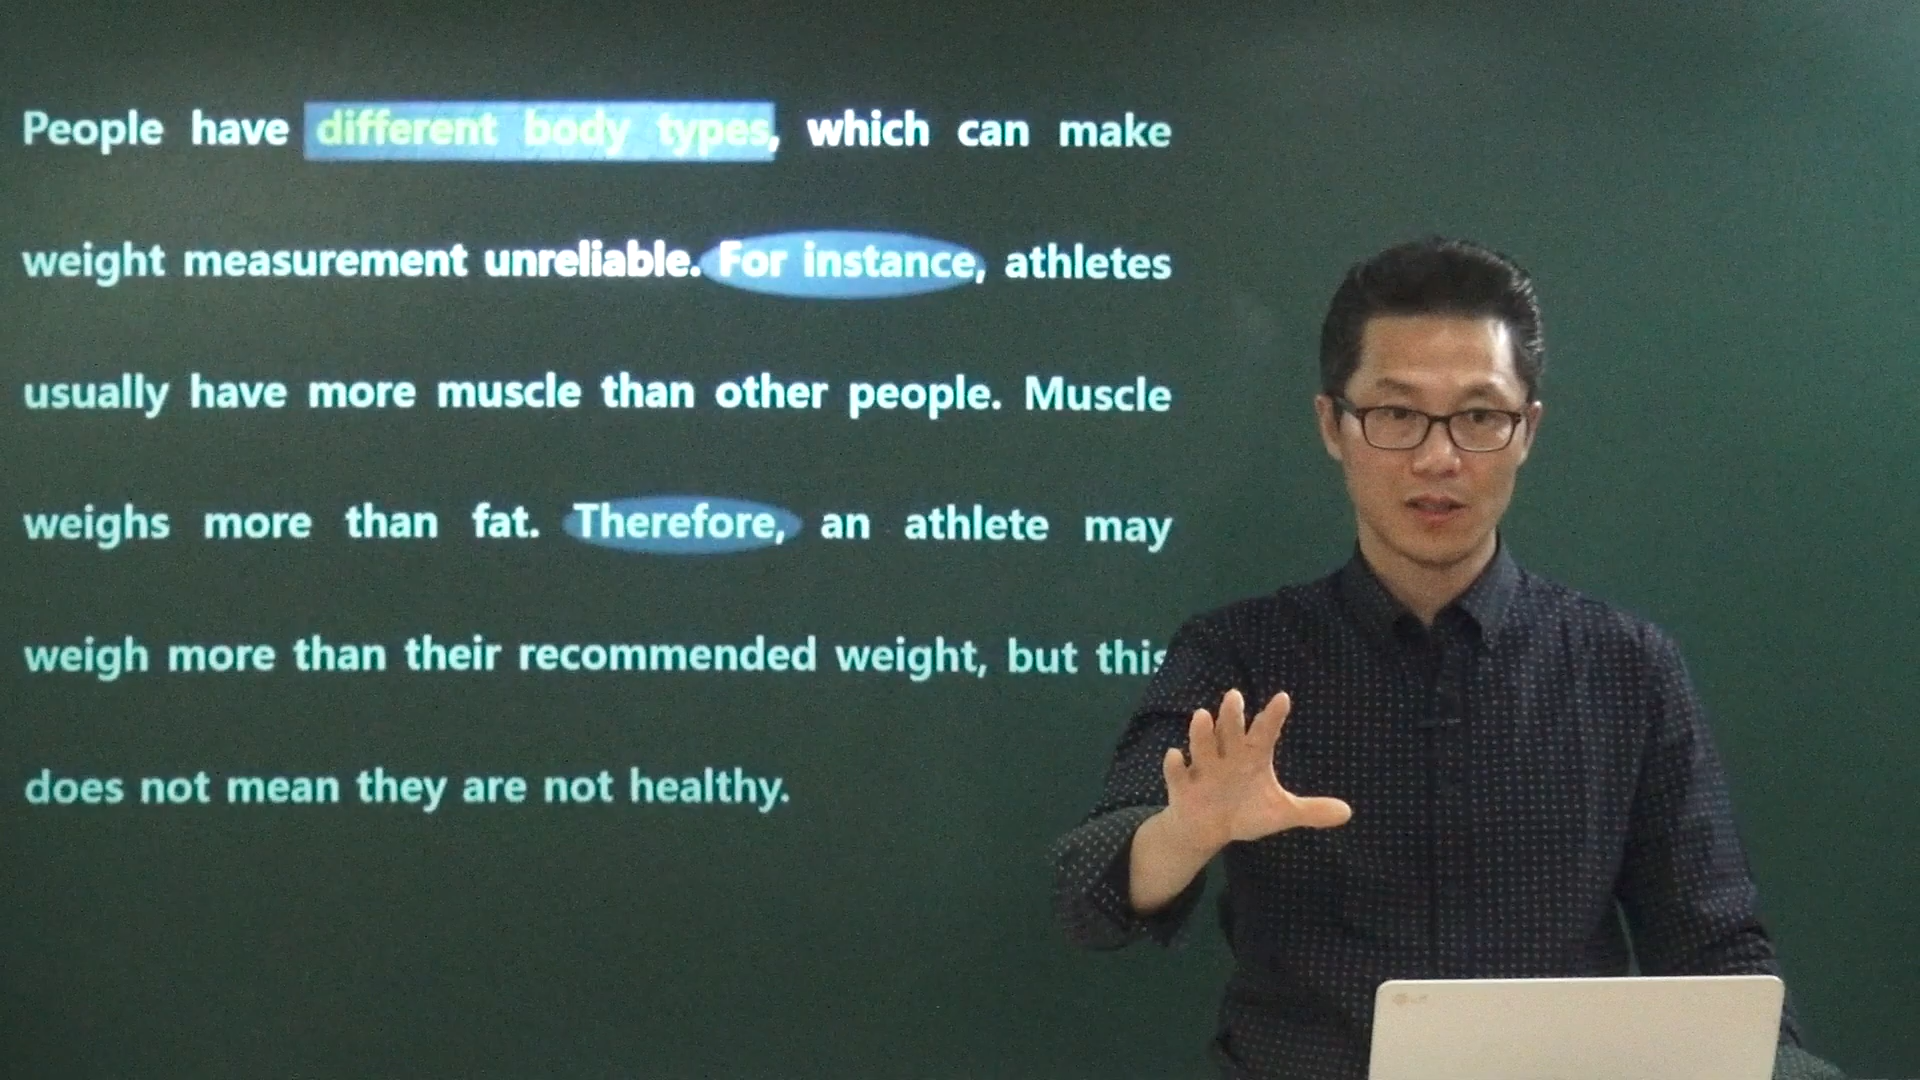 People have different body types, which can make
weight measurement unreliable. For instance, athletes
usually have more muscle than other people. Muscle
weighs more than fat. Therefore, an athlete may
weigh more than their recommended weight, but this
does not mean they are not healthy.